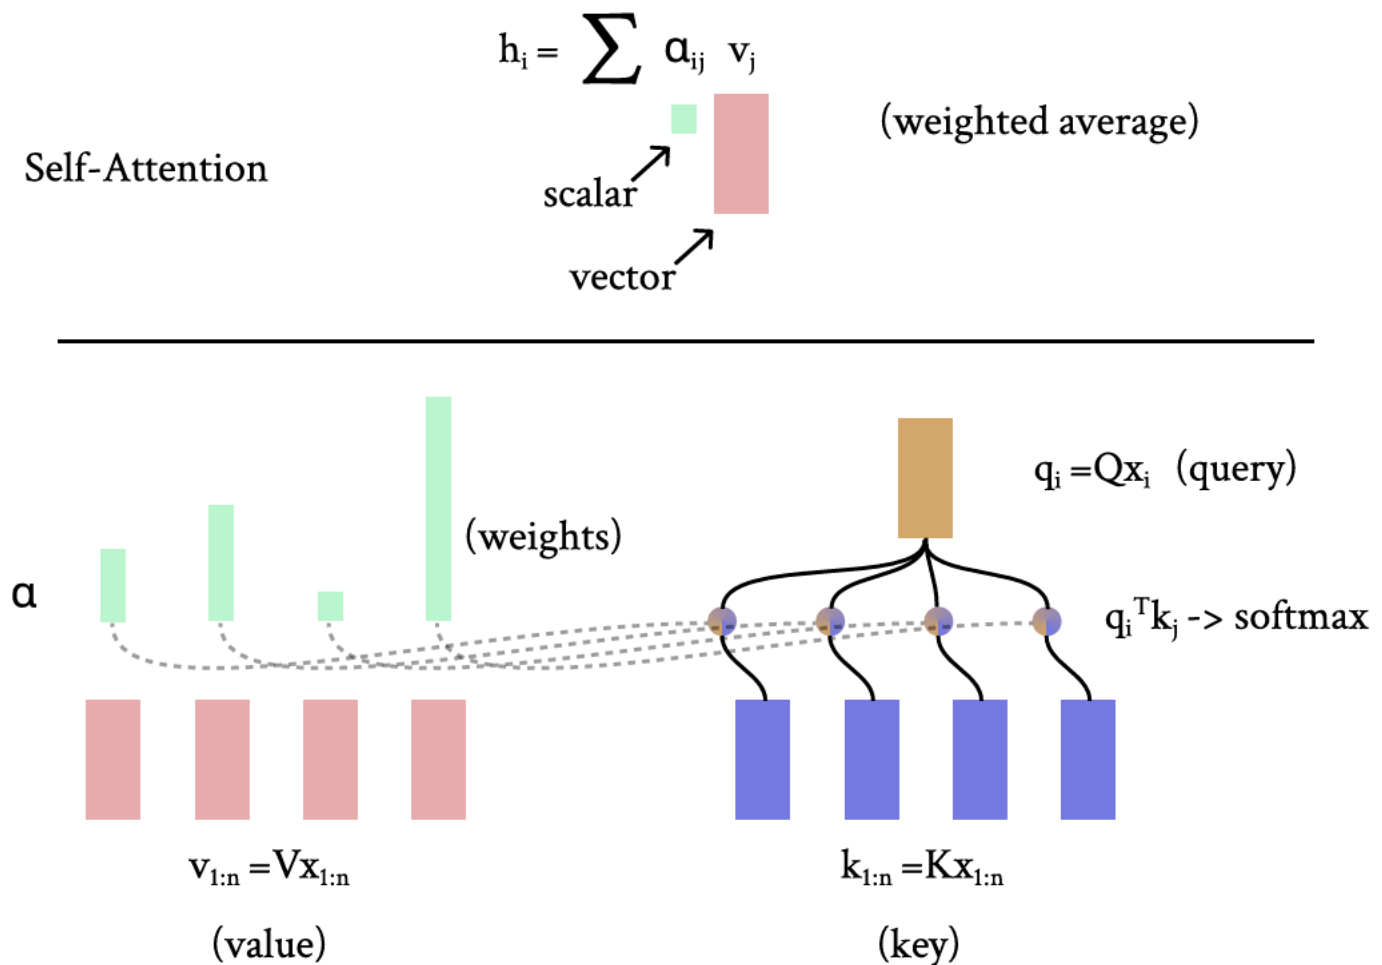 hᵢ = ∑ αᵢⱼ vⱼ
(weighted average)
Self-Attention
scalar
vector
qᵢ =Qxᵢ (query)
(weights)
α
qᵢᵀkⱼ -> softmax
v₁:ₙ =Vx₁:ₙ
k₁:ₙ =Kx₁:ₙ
(value)
(key)